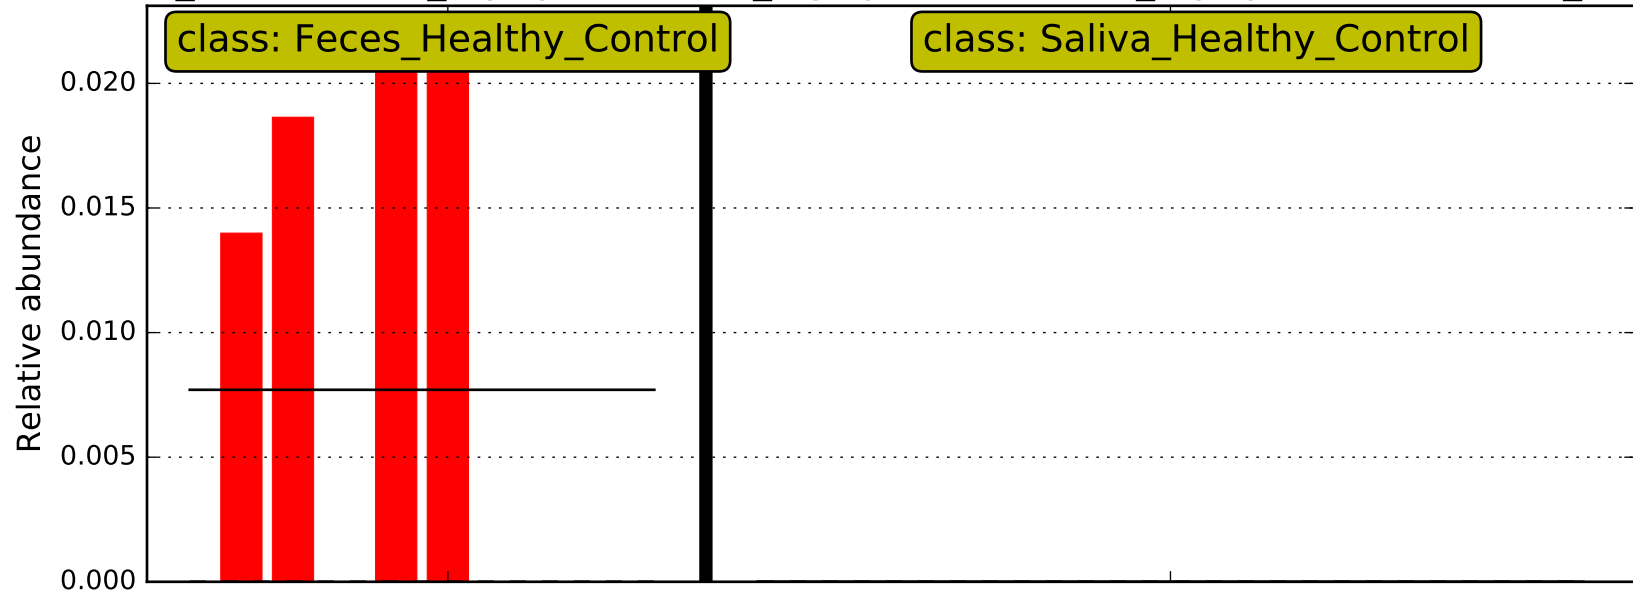 class: Feces_Healthy_Control
class: Saliva_Healthy_Control
Relative abundance
0.020
0.015
0.010
0.005
0.000